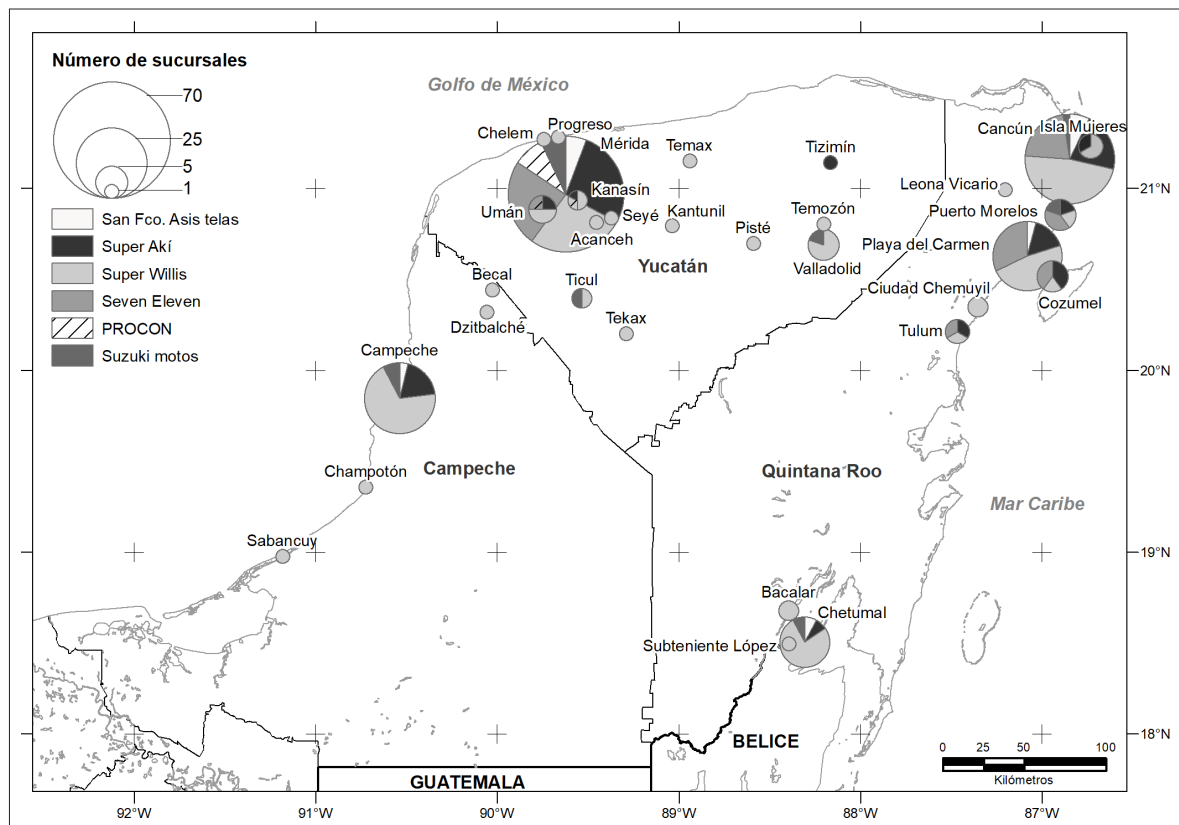 Número de sucursales
70
25
5
1
San Fco. Asis telas
Super Akí
Super Willis
Seven Eleven
PROCON
Suzuki motos
Golfo de México
Chelem
Progreso
Mérida
Temax
Tizimín
Cancún
Isla Mujeres
Leona Vicario
21°N
Kanasín
Umán
Seyé
Acanceh
Kantunil
Pisté
Temozón
Valladolid
Puerto Morelos
Playa del Carmen
Yucatán
Becal
Dzitbalché
Ticul
Tekax
Ciudad Chemuyil
Cozumel
Tulum
20°N
Campeche
Champotón
Campeche
Quintana Roo
Mar Caribe
Sabancuy
19°N
Bacalar
Chetumal
Subteniente López
BELICE
18°N
GUATEMALA
0 25 50 100
Kilómetros
92°W 91°W 90°W 89°W 88°W 87°W